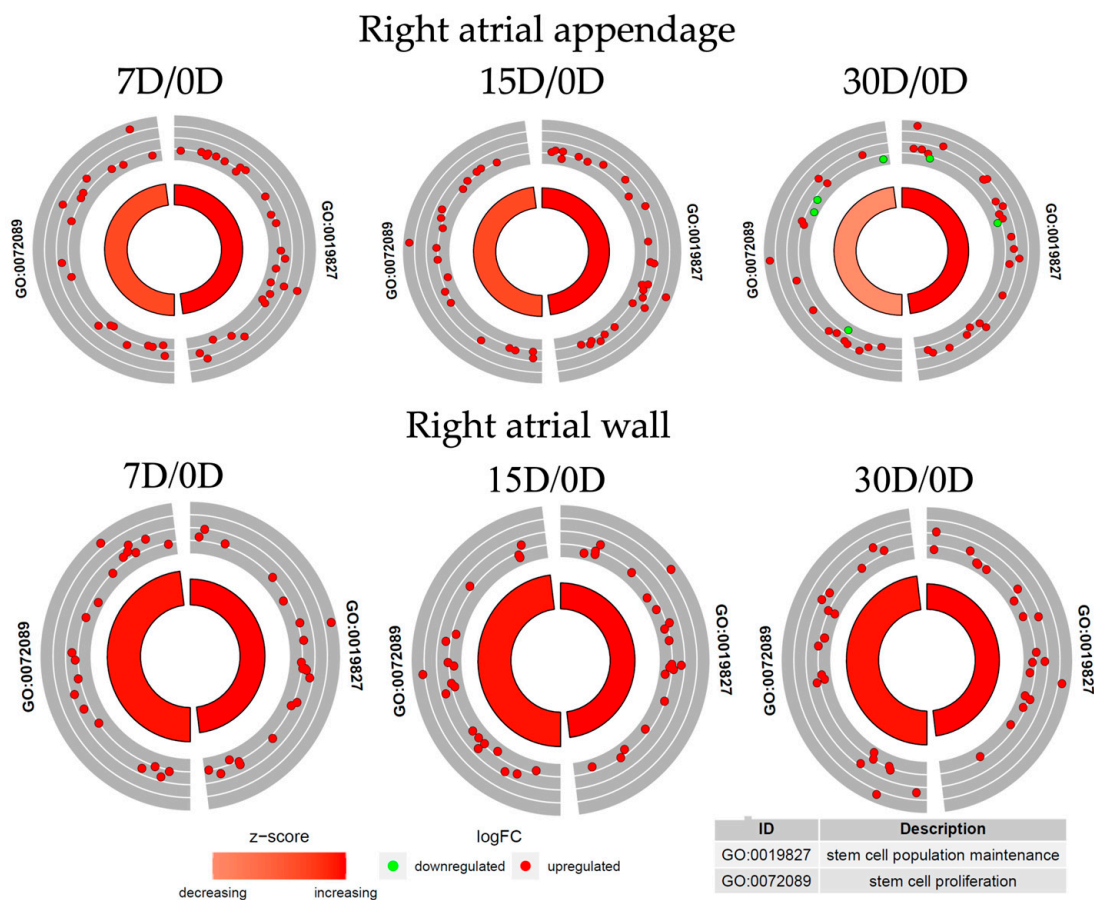 Right atrial appendage
7D/0D
15D/0D
30D/0D
GO:0072089
GO:0019827
GO:0072089
GO:0019827
GO:0072089
GO:0019827
Right atrial wall
7D/0D
15D/0D
30D/0D
GO:0072089
GO:0019827
GO:0072089
GO:0019827
GO:0072089
GO:0019827
z-score
decreasing increasing
logFC
downregulated upregulated
ID Description
GO:0019827 stem cell population maintenance
GO:0072089 stem cell proliferation